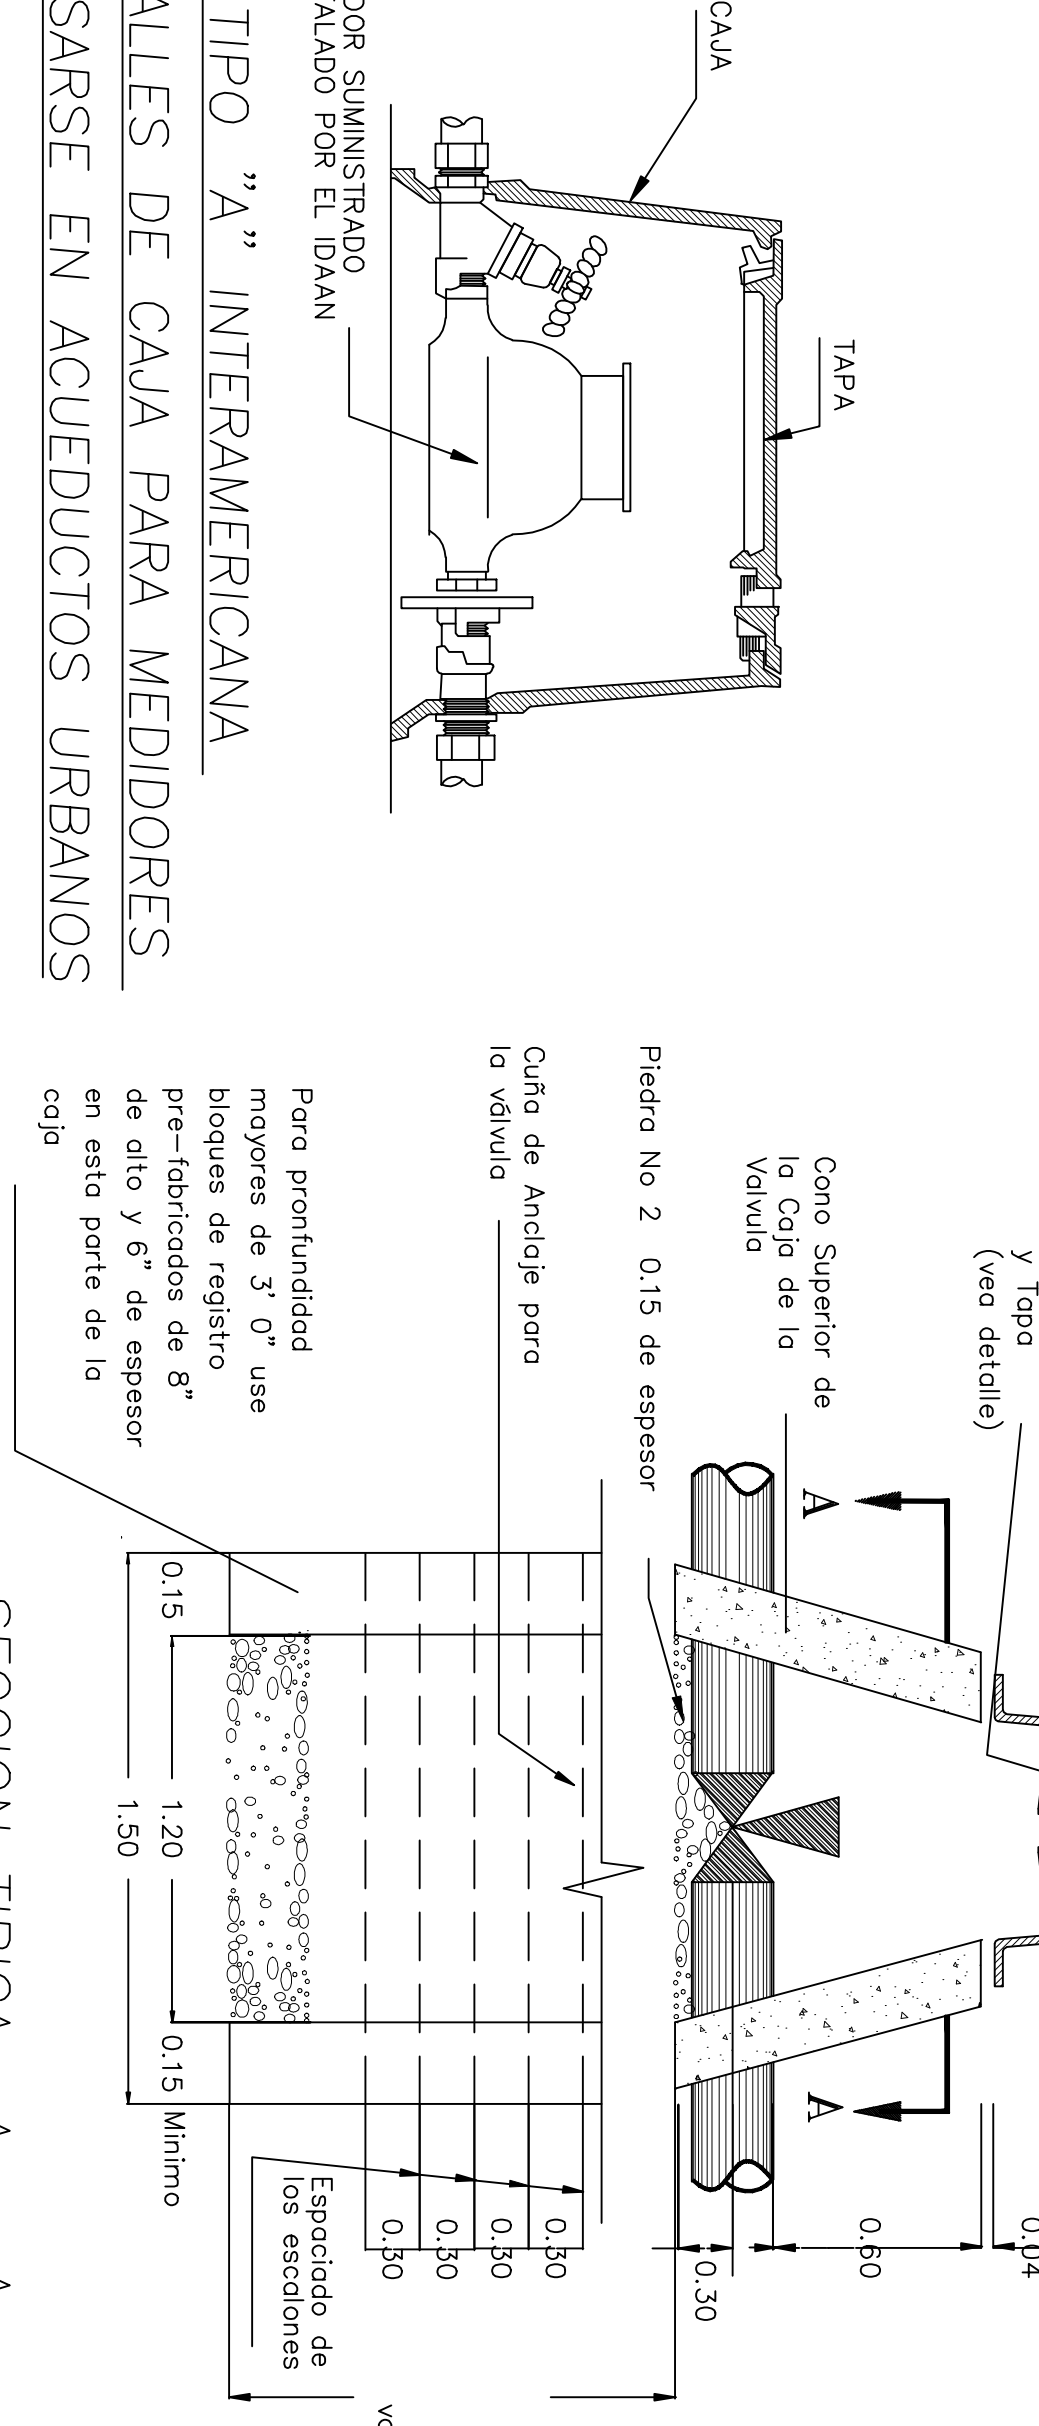 CAJA
TAPA
DOR SUMINISTRADO
ALADO POR EL IDAAN
TIPO "A" INTERAMERICANA
ALLES DE CAJA PARA MEDIDORES
SARSE EN ACUEDUCTOS URBANOS
y Tapa
(vea detalle)
Cono Superior de
la Caja de la
Valvula
Piedra No 2 0.15 de espesor
Cuña de Anclaje para
la válvula
Para pronfundidad
mayores de 3' 0" use
bloques de registro
pre-fabricados de 8"
de alto y 6" de espesor
en esta parte de la
caja
A
A
0.04
0.60
0.30
0.30
0.30
0.30
0.30
Espaciado de
los escalones
0.15
1.20
0.15 Minimo
1.50
SECCION TIPICA A A